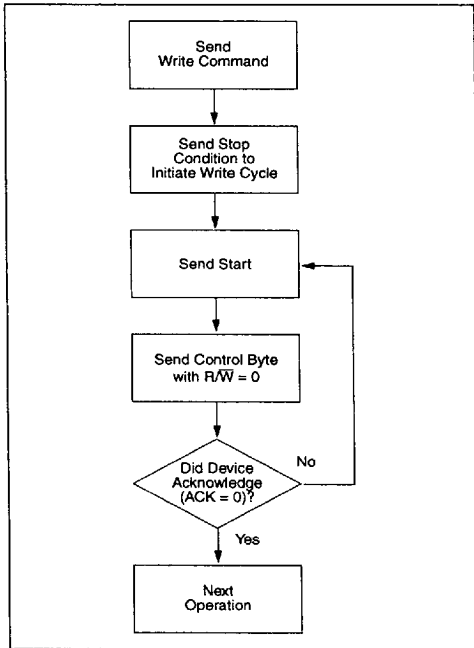 Send
Write Command
Send Stop
Condition to
Initiate Write Cycle
Send Start
Send Control Byte
with R/W̅ = 0
Did Device
Acknowledge
(ACK = 0)?
No
Yes
Next
Operation